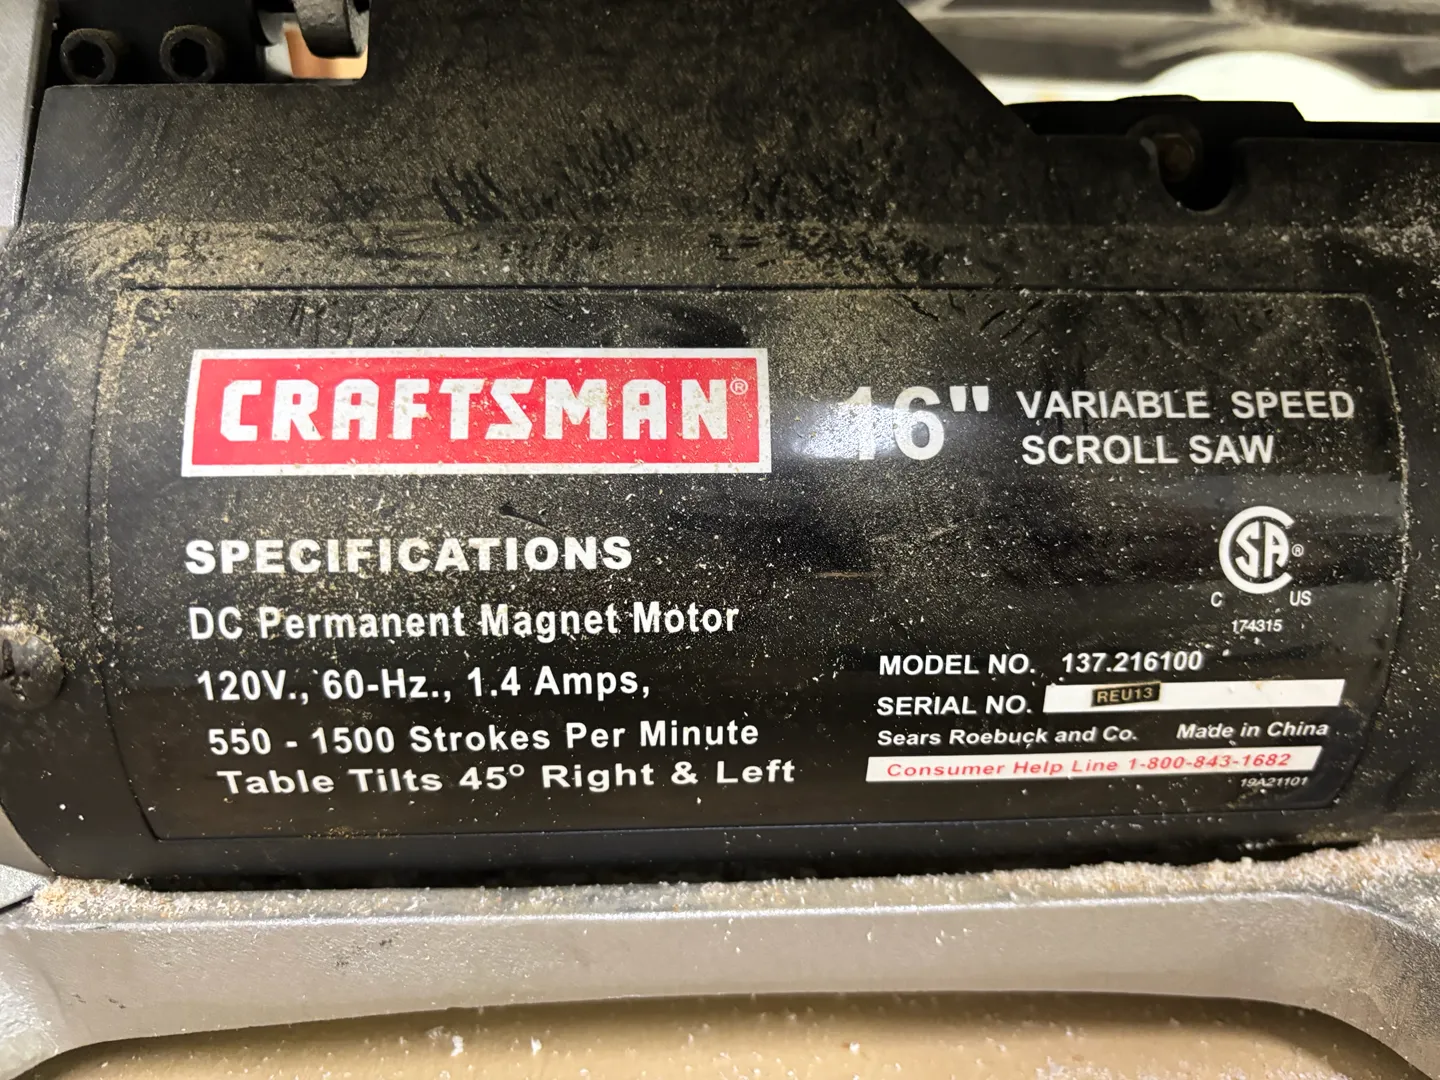 CRAFTSMAN®
16" VARIABLE SPEED
SCROLL SAW
SPECIFICATIONS
DC Permanent Magnet Motor
120V., 60-Hz., 1.4 Amps,
550 - 1500 Strokes Per Minute
Table Tilts 45° Right & Left
SA®
C US
174315
MODEL NO. 137.216100
SERIAL NO. REU13
Sears Roebuck and Co. Made in China
Consumer Help Line 1-800-843-1682
19A21101